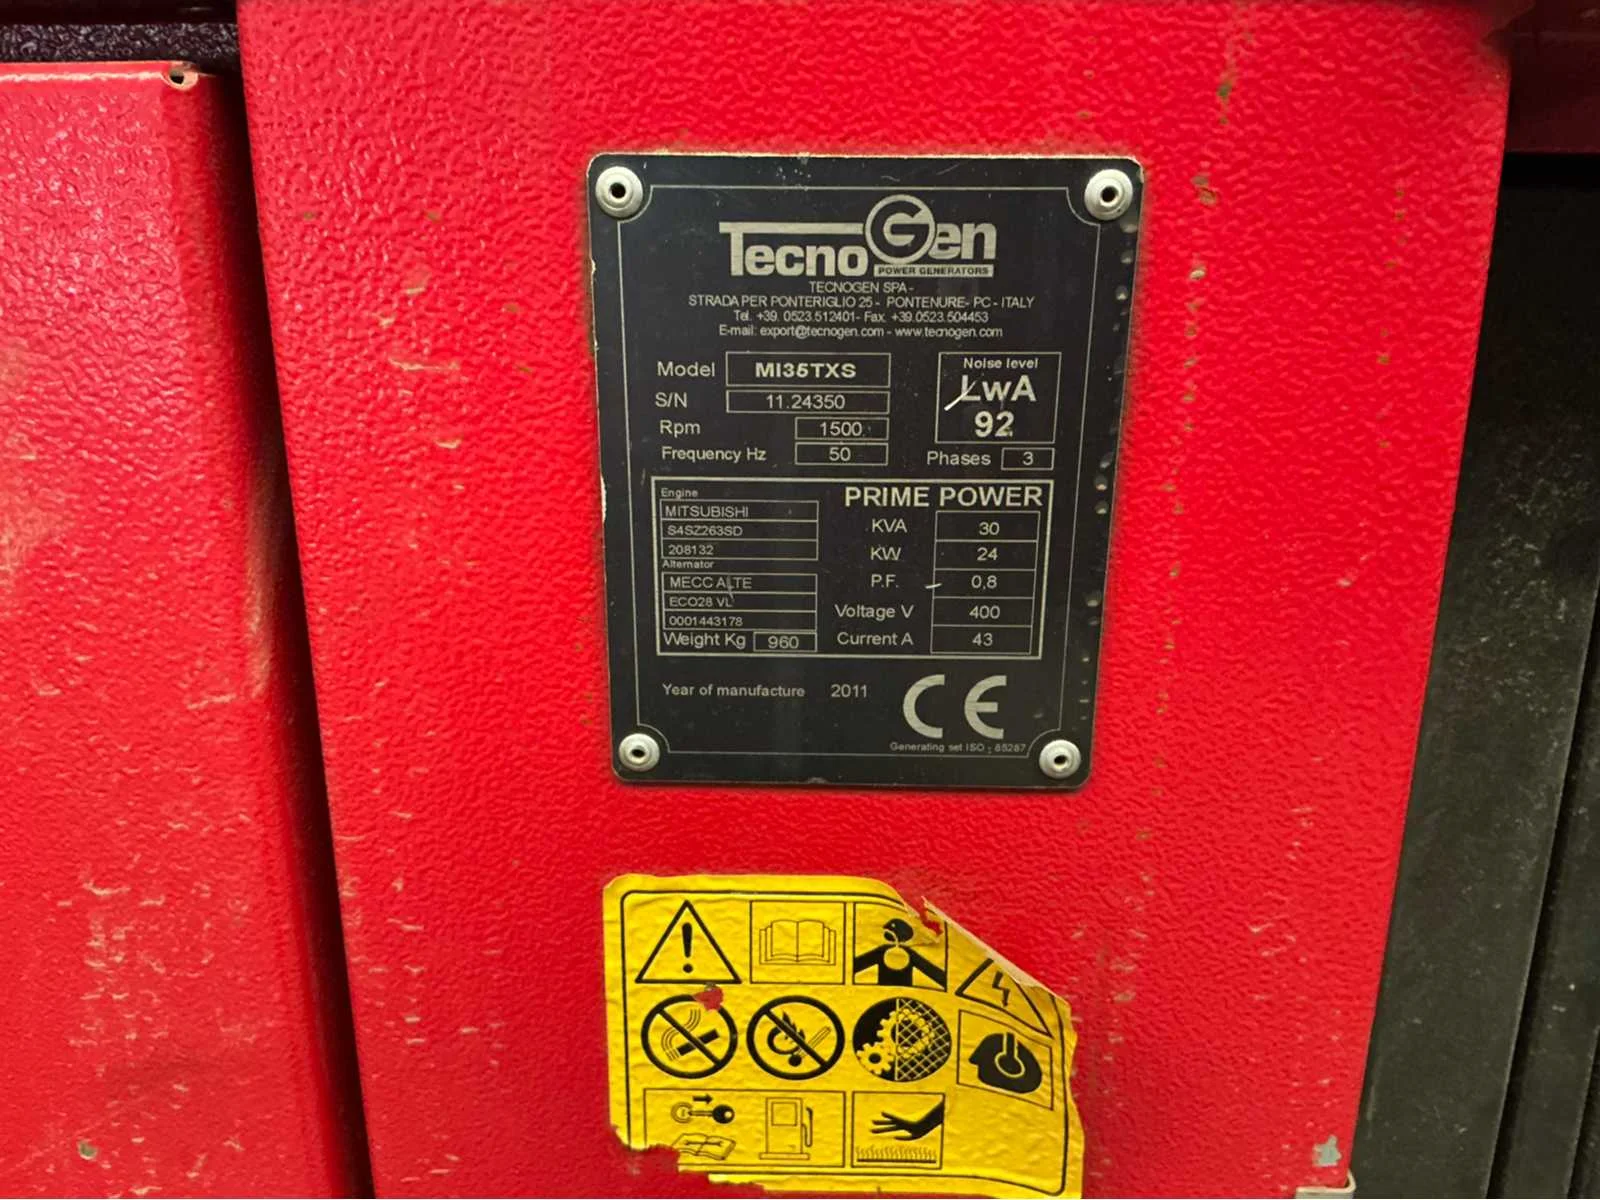 TecnoGen
POWER GENERATORS
TECNOGEN SPA -
STRADA PER PONTERIGLIO 25 - PONTENURE- PC - ITALY
Tel. +39. 0523.512401- Fax. +39.0523.504453
E-mail: export@tecnogen.com - www.tecnogen.com
Model MI35TXS
S/N 11.24350
Rpm 1500
Frequency Hz 50
Noise level
LwA
92
Phases 3
Engine
MITSUBISHI
S4SZ263SD
208132
Alternator
MECC ALTE
ECO28 VL
0001443178
Weight Kg 960
PRIME POWER
KVA 30
KW 24
P.F. 0,8
Voltage V 400
Current A 43
Year of manufacture 2011
CE
Generating set ISO : 85287